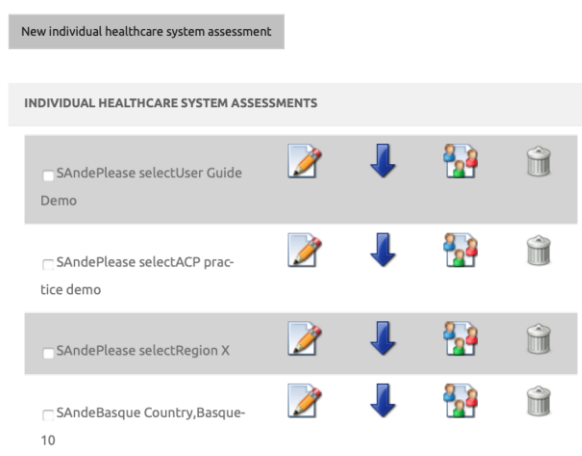 New individual healthcare system assessment
INDIVIDUAL HEALTHCARE SYSTEM ASSESSMENTS
SAndePlease selectUser Guide
Demo
SAndePlease selectACP prac-
tice demo
SAndePlease selectRegion X
SAndeBasque Country,Basque-
10